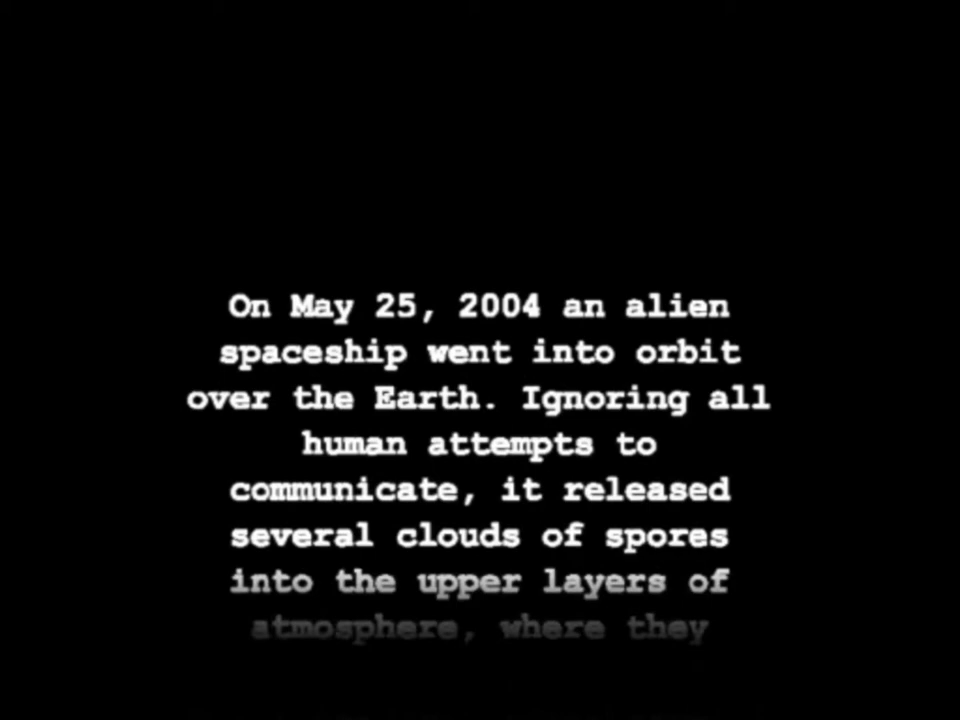 On May 25, 2004 an alien
spaceship went into orbit
over the Earth. Ignoring all
human attempts to
communicate, it released
several clouds of spores
into the upper layers of
atmosphere, where they